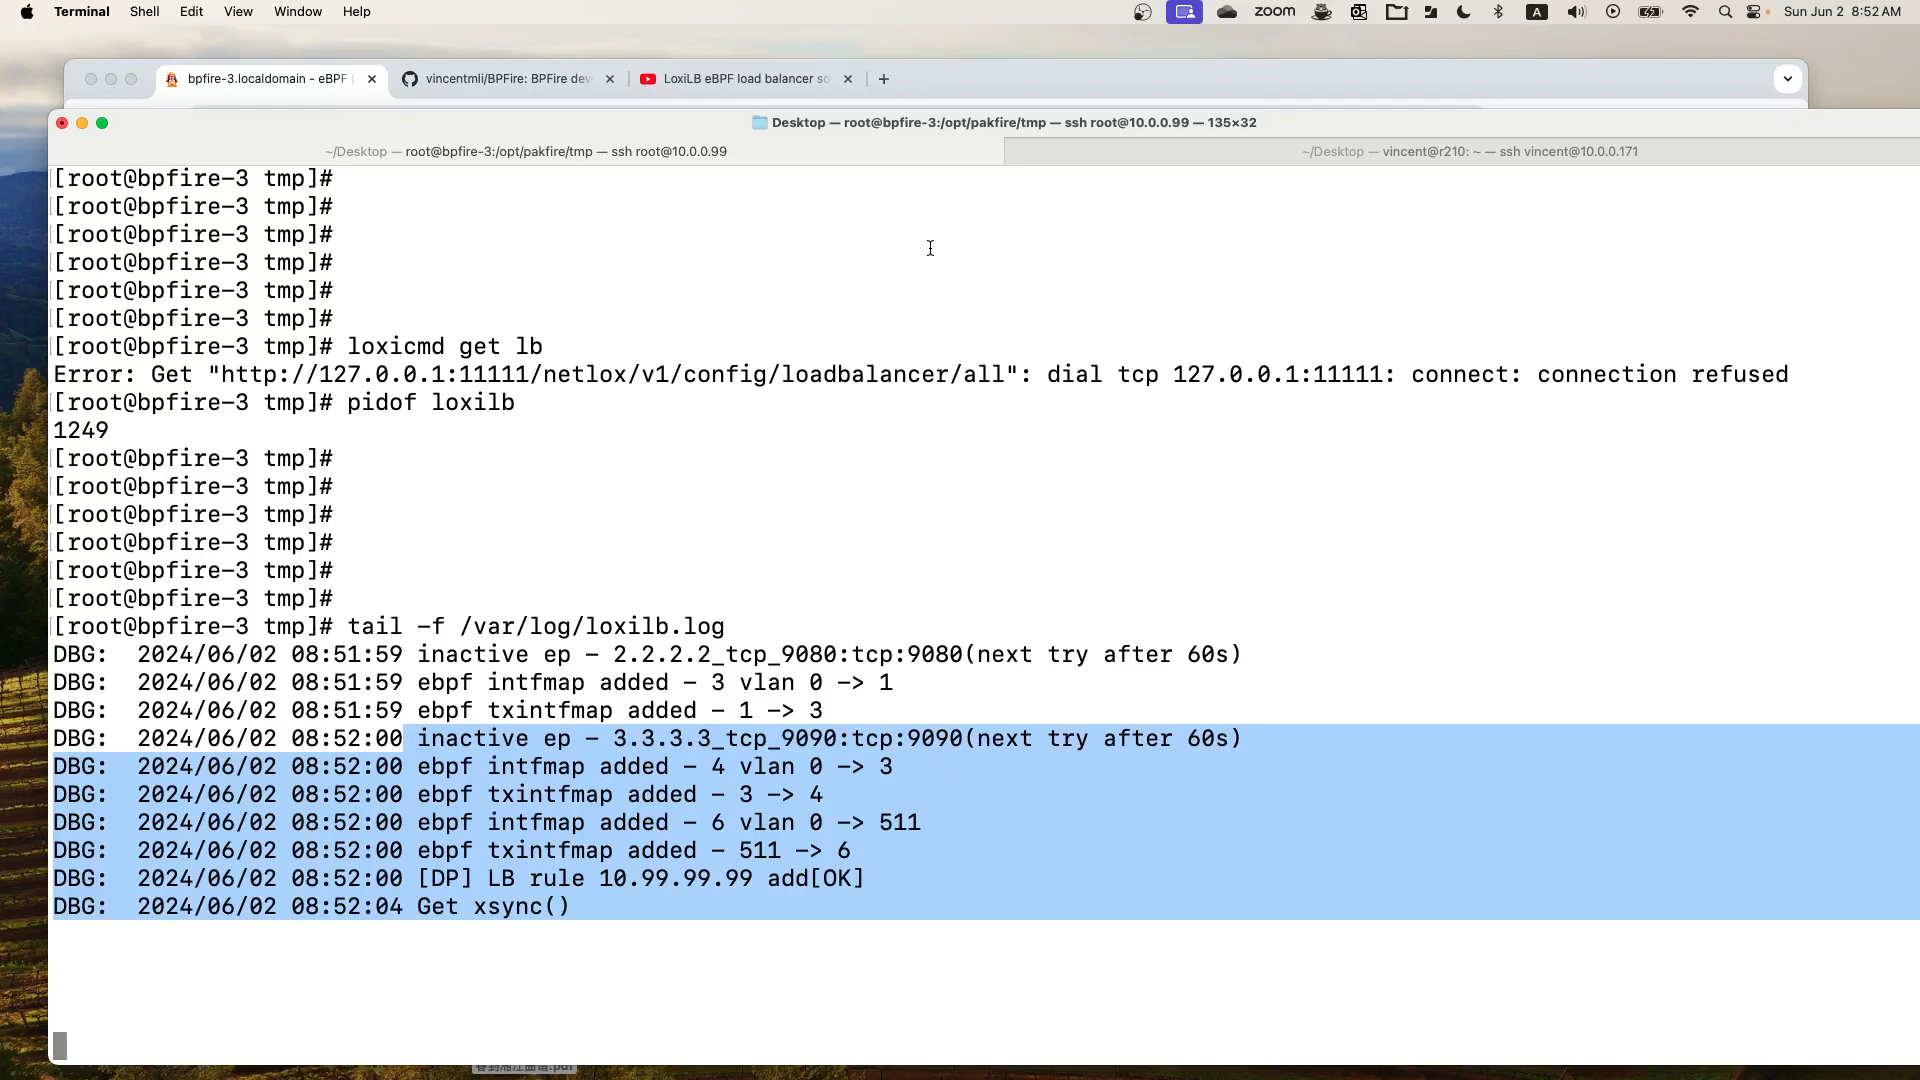 Terminal Shell Edit View Window Help zoom A Sun Jun 2 8:52 AM
bpfire-3.localdomain - eBPF vincentmli/BPFire: BPFire dev LoxiLB eBPF load balancer so
Desktop — root@bpfire-3:/opt/pakfire/tmp — ssh root@10.0.0.99 — 135×32
~/Desktop — root@bpfire-3:/opt/pakfire/tmp — ssh root@10.0.0.99 ~/Desktop — vincent@r210: ~ — ssh vincent@10.0.0.171
[root@bpfire-3 tmp]#
[root@bpfire-3 tmp]#
[root@bpfire-3 tmp]#
[root@bpfire-3 tmp]#
[root@bpfire-3 tmp]#
[root@bpfire-3 tmp]#
[root@bpfire-3 tmp]# loxicmd get lb
Error: Get "http://127.0.0.1:11111/netlox/v1/config/loadbalancer/all": dial tcp 127.0.0.1:11111: connect: connection refused
[root@bpfire-3 tmp]# pidof loxilb
1249
[root@bpfire-3 tmp]#
[root@bpfire-3 tmp]#
[root@bpfire-3 tmp]#
[root@bpfire-3 tmp]#
[root@bpfire-3 tmp]#
[root@bpfire-3 tmp]#
[root@bpfire-3 tmp]# tail -f /var/log/loxilb.log
DBG:  2024/06/02 08:51:59 inactive ep - 2.2.2.2_tcp_9080:tcp:9080(next try after 60s)
DBG:  2024/06/02 08:51:59 ebpf intfmap added - 3 vlan 0 -> 1
DBG:  2024/06/02 08:51:59 ebpf txintfmap added - 1 -> 3
DBG:  2024/06/02 08:52:00 inactive ep - 3.3.3.3_tcp_9090:tcp:9090(next try after 60s)
DBG:  2024/06/02 08:52:00 ebpf intfmap added - 4 vlan 0 -> 3
DBG:  2024/06/02 08:52:00 ebpf txintfmap added - 3 -> 4
DBG:  2024/06/02 08:52:00 ebpf intfmap added - 6 vlan 0 -> 511
DBG:  2024/06/02 08:52:00 ebpf txintfmap added - 511 -> 6
DBG:  2024/06/02 08:52:00 [DP] LB rule 10.99.99.99 add[OK]
DBG:  2024/06/02 08:52:04 Get xsync()